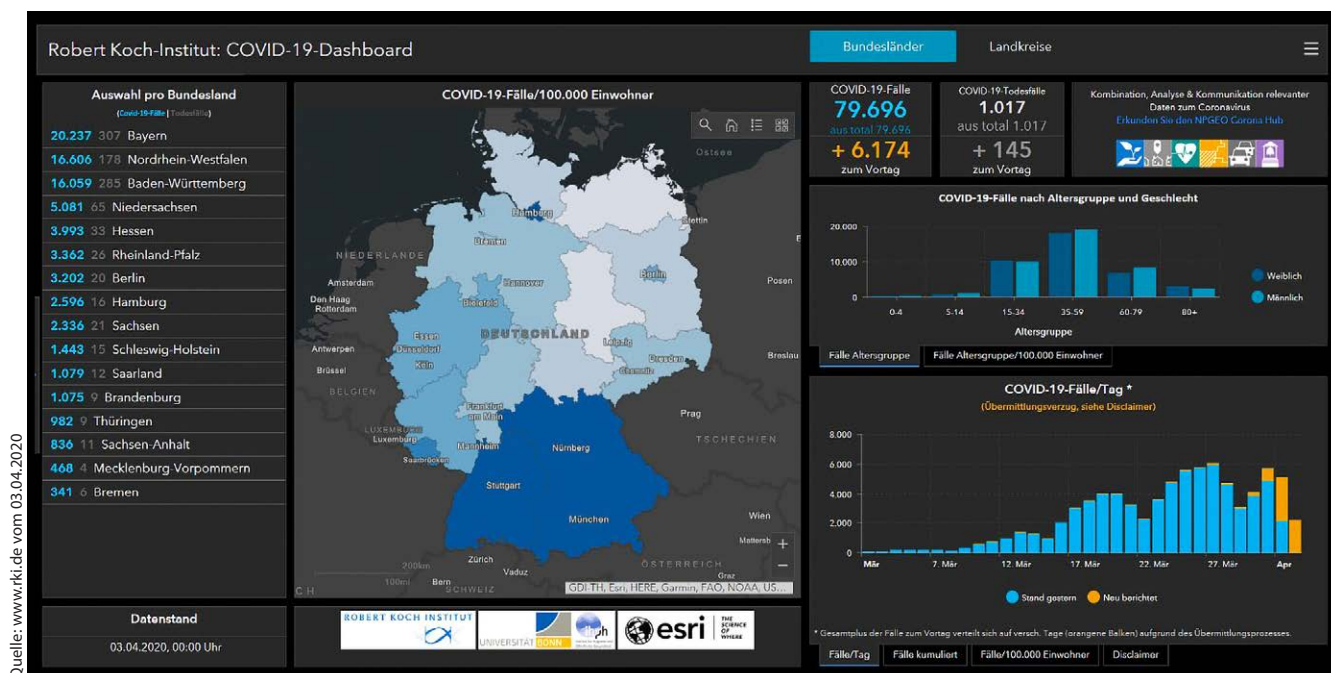 Robert Koch-Institut: COVID-19-Dashboard
Bundesländer
Landkreise
Auswahl pro Bundesland
(Covid-19-Fälle | Todesfälle)
20.237 307 Bayern
16.606 178 Nordrhein-Westfalen
16.059 285 Baden-Württemberg
5.081 65 Niedersachsen
3.993 33 Hessen
3.362 26 Rheinland-Pfalz
3.202 20 Berlin
2.596 16 Hamburg
2.336 21 Sachsen
1.443 15 Schleswig-Holstein
1.079 12 Saarland
1.075 9 Brandenburg
982 9 Thüringen
836 11 Sachsen-Anhalt
468 4 Mecklenburg-Vorpommern
341 6 Bremen
Datenstand
03.04.2020, 00:00 Uhr
COVID-19-Fälle/100.000 Einwohner
Ostsee
Hamburg
Stettin
Bremen
NIEDERLANDE
Berlin
Amsterdam
Hannover
Posen
Den Haag
Rotterdam
Bielefeld
DEUTSCHLAND
Essen
Antwerpen
Düsseldorf
Leipzig
Breslau
Dresden
Brüssel
Köln
Chemnitz
BELGIEN
Frankfurt
am Main
Prag
LUXEMBURG
Luxemburg
Mannheim
Nürnberg
TSCHECHIEN
Saarbrücken
Stuttgart
München
Wien
Mattersb
+
Zürich
200km
Vaduz
ÖSTERREICH
–
100mi
Bern
Graz
CH
SCHWEIZ
GDI-TH, Esri, HERE, Garmin, FAO, NOAA, US...
ROBERT KOCH INSTITUT
UNIVERSITÄT BONN
esri
THE
SCIENCE
OF
WHERE
COVID-19-Fälle
79.696
aus total 79.696
+ 6.174
zum Vortag
COVID-19-Todesfälle
1.017
aus total 1.017
+ 145
zum Vortag
Kombination, Analyse & Kommunikation relevanter
Daten zum Coronavirus
Erkunden Sie den NPGEO Corona Hub
COVID-19-Fälle nach Altersgruppe und Geschlecht
20.000
10.000
0
0-4
5-14
15-34
35-59
60-79
80+
Altersgruppe
Weiblich
Männlich
Fälle Altersgruppe
Fälle Altersgruppe/100.000 Einwohner
COVID-19-Fälle/Tag *
(Übermittlungsverzug, siehe Disclaimer)
8.000
6.000
4.000
2.000
0
Mär
7. Mär
12. Mär
17. Mär
22. Mär
27. Mär
Apr
Stand gestern
Neu berichtet
* Gesamtplus der Fälle zum Vortag verteilt sich auf versch. Tage (orangene Balken) aufgrund des Übermittlungsprozesses.
Fälle/Tag
Fälle kumuliert
Fälle/100.000 Einwohner
Disclaimer
Quelle: www.rki.de vom 03.04.2020